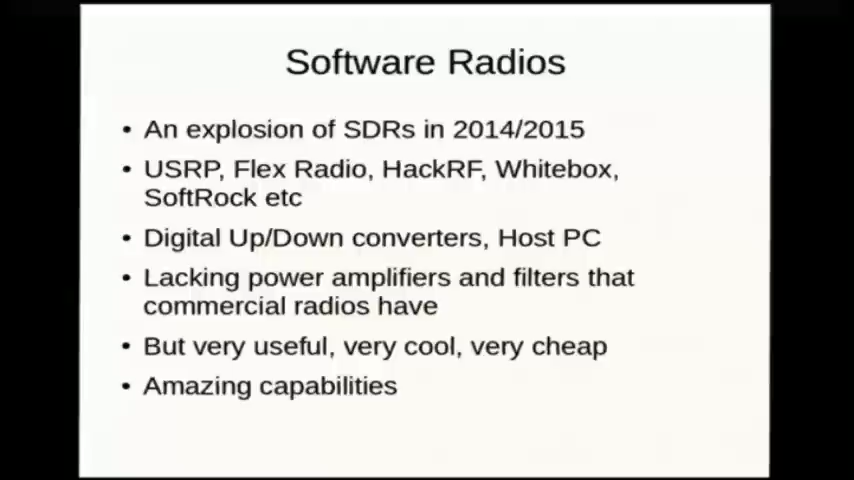 Software Radios
• An explosion of SDRs in 2014/2015
• USRP, Flex Radio, HackRF, Whitebox,
SoftRock etc
• Digital Up/Down converters, Host PC
• Lacking power amplifiers and filters that
commercial radios have
• But very useful, very cool, very cheap
• Amazing capabilities